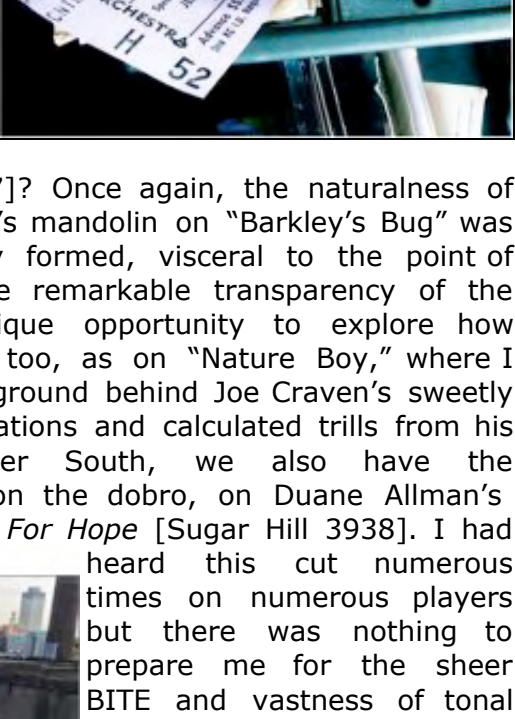 ORCHESTRA
Advance
H 52
’]? Once again, the naturalness of
’s mandolin on “Barkley’s Bug” was
formed, visceral to the point of
remarkable transparency of the
opportunity to explore how
too, as on “Nature Boy,” where I
behind Joe Craven’s sweetly
and calculated trills from his
South, we also have the
on the dobro, on Duane Allman’s
For Hope [Sugar Hill 3938]. I had
heard this cut numerous
times on numerous players
but there was nothing to
prepare me for the sheer
BITE and vastness of tonal